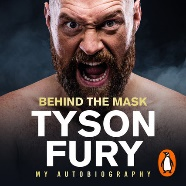 BEHIND THE MASK
TYSON
FURY
MY AUTOBIOGRAPHY